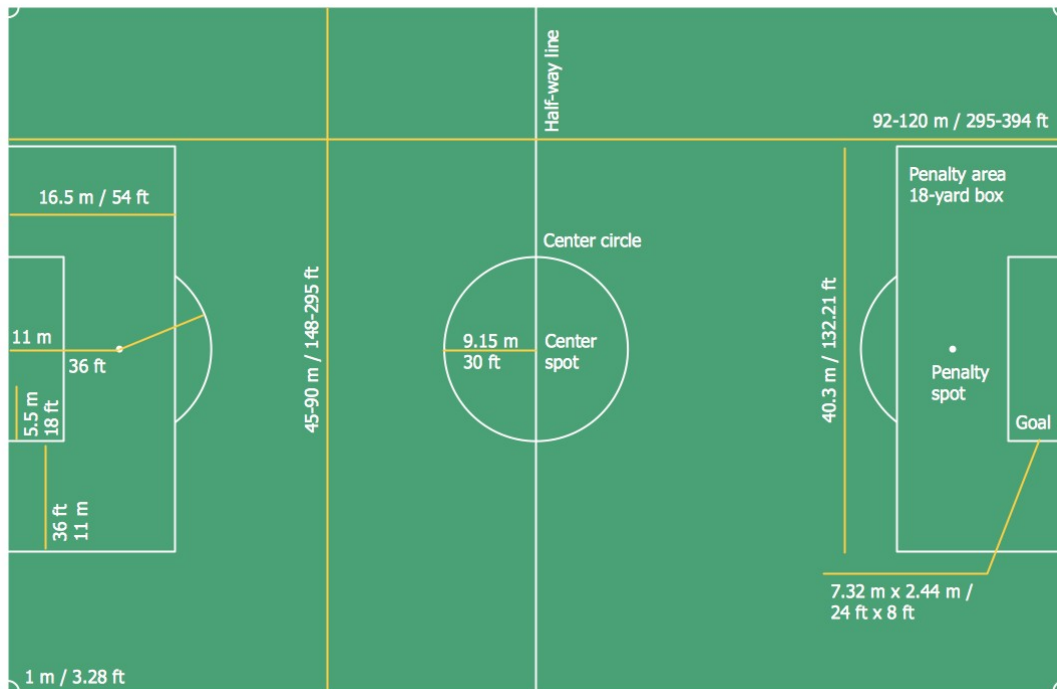 Half-way line
92-120 m / 295-394 ft
Penalty area
18-yard box
16.5 m / 54 ft
Center circle
45-90 m / 148-295 ft
40.3 m / 132.21 ft
11 m
36 ft
9.15 m
30 ft
Center
spot
Penalty
spot
5.5 m
18 ft
Goal
36 ft
11 m
7.32 m x 2.44 m /
24 ft x 8 ft
1 m / 3.28 ft